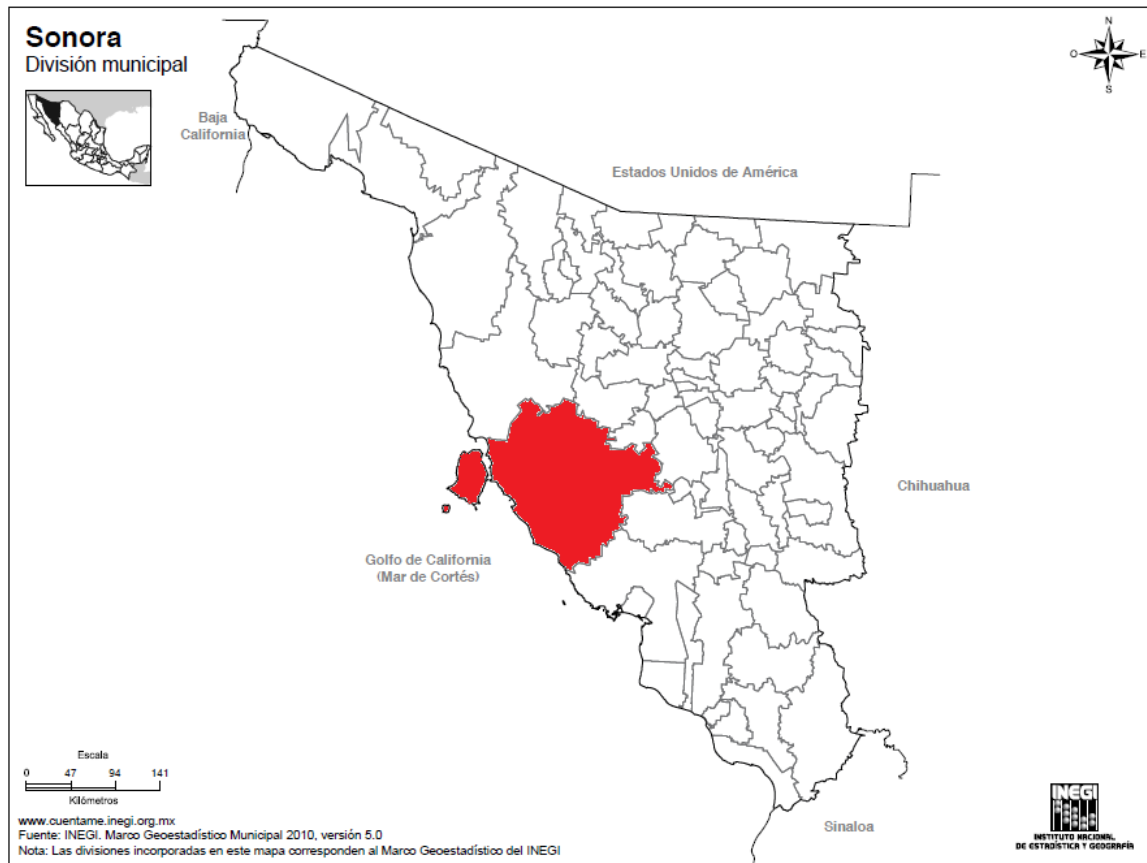 Sonora
División municipal
N
O
E
S
Baja
California
Estados Unidos de América
Chihuahua
Golfo de California
(Mar de Cortés)
Escala
0 47 94 141
Kilómetros
www.cuentame.inegi.org.mx
Fuente: INEGI. Marco Geoestadístico Municipal 2010, versión 5.0
Nota: Las divisiones incorporadas en este mapa corresponden al Marco Geoestadístico del INEGI
Sinaloa
INEGI
INSTITUTO NACIONAL
DE ESTADÍSTICA Y GEOGRAFÍA